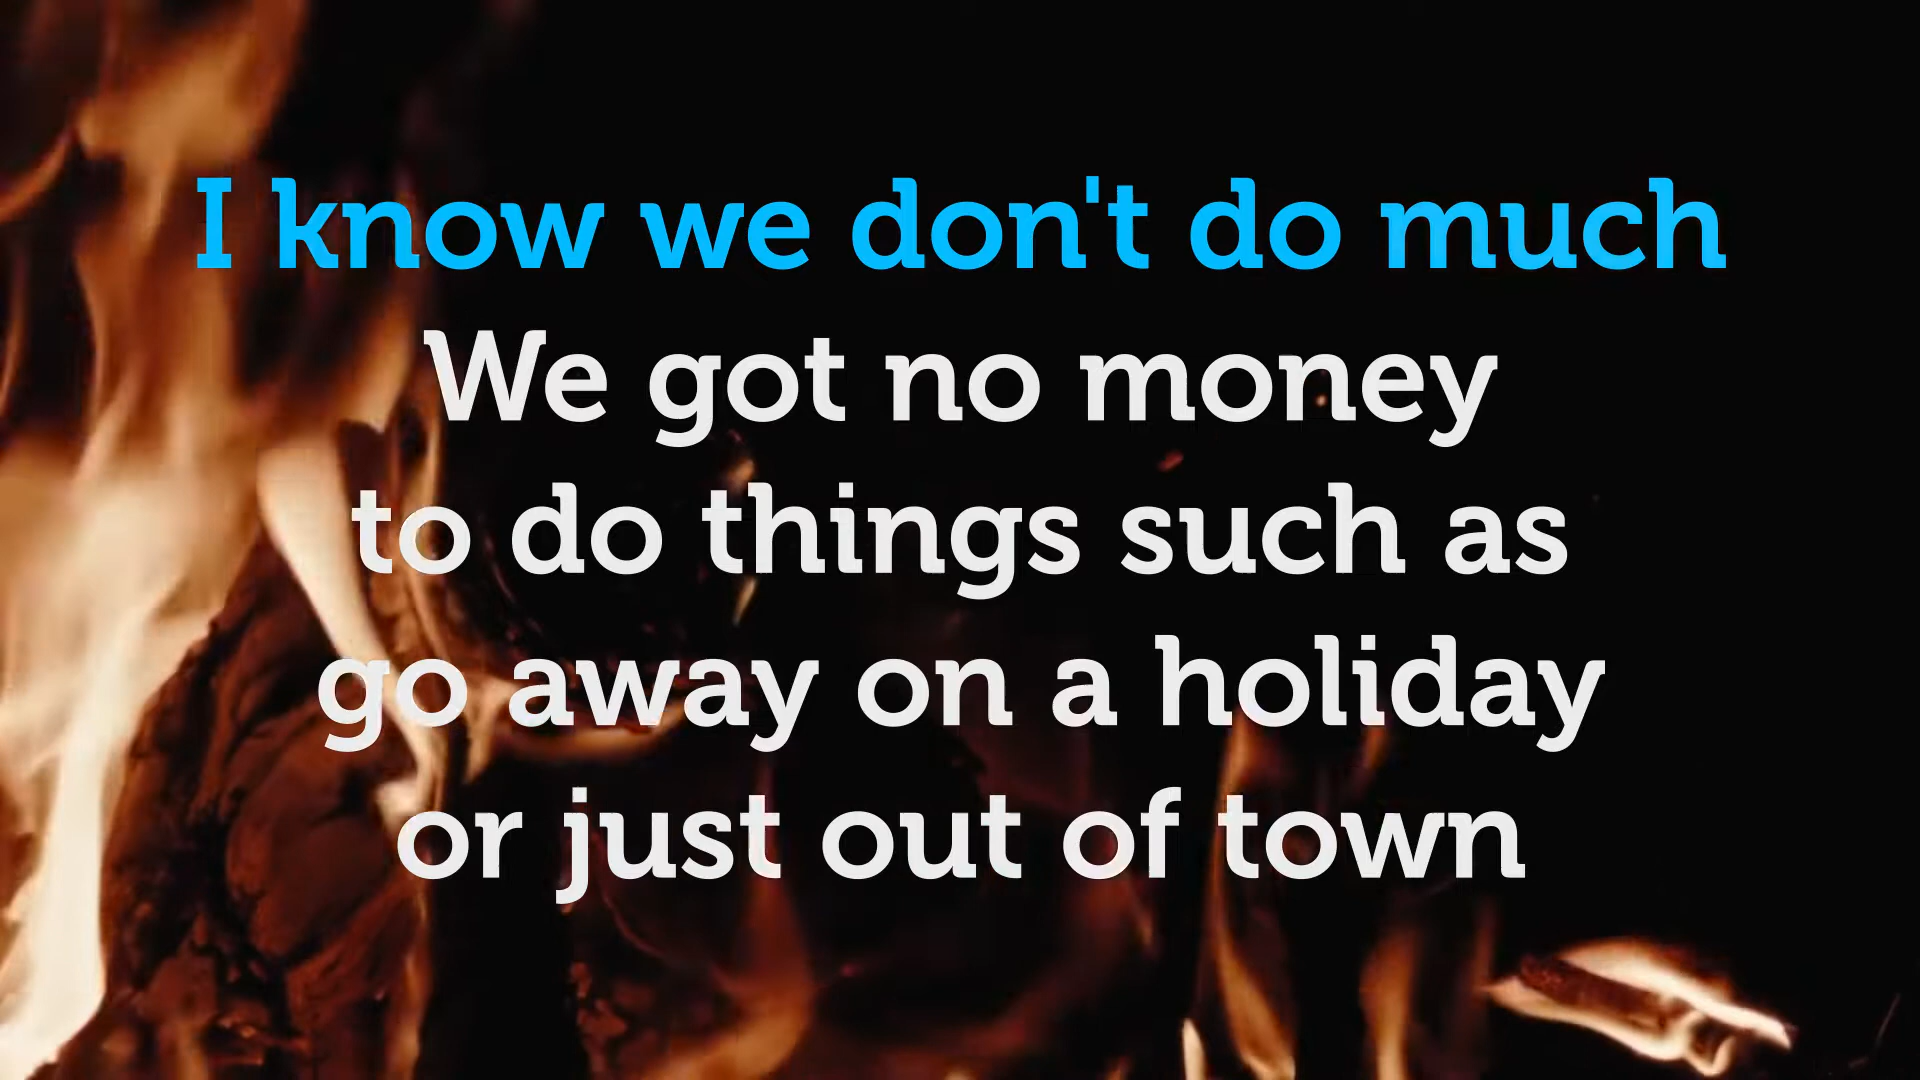 I know we don't do much
We got no money
to do things such as
go away on a holiday
or just out of town